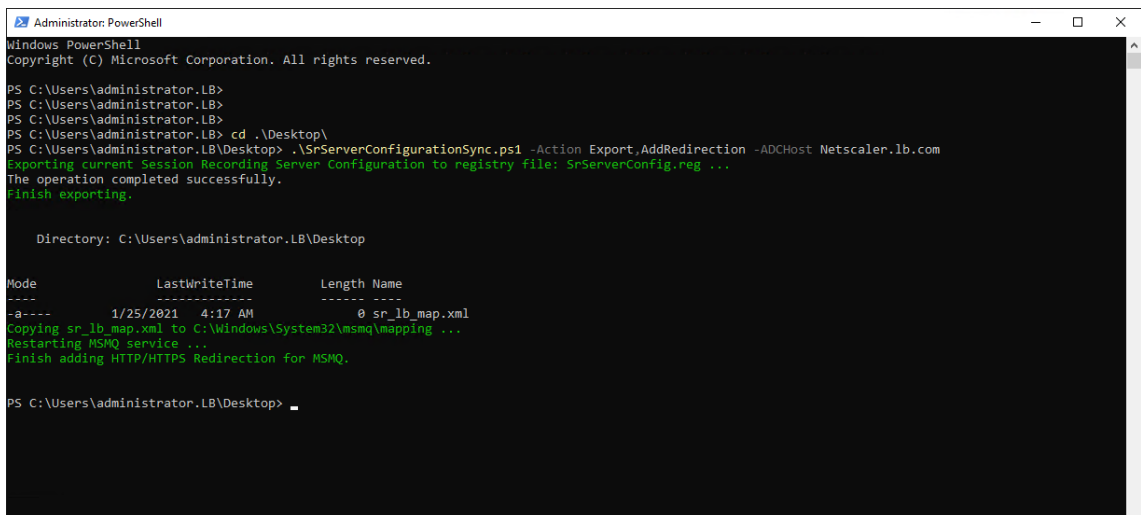 Administrator: PowerShell
Windows PowerShell
Copyright (C) Microsoft Corporation. All rights reserved.
PS C:\Users\administrator.LB>
PS C:\Users\administrator.LB>
PS C:\Users\administrator.LB>
PS C:\Users\administrator.LB> cd .\Desktop\
PS C:\Users\administrator.LB\Desktop> .\SrServerConfigurationSync.ps1 -Action Export,AddRedirection -ADCHost Netscaler.lb.com
Exporting current Session Recording Server Configuration to registry file: SrServerConfig.reg ...
The operation completed successfully.
Finish exporting.
Directory: C:\Users\administrator.LB\Desktop
Mode LastWriteTime Length Name
---- ------------- ------ ----
-a---- 1/25/2021 4:17 AM 0 sr_lb_map.xml
Copying sr_lb_map.xml to C:\Windows\System32\msmq\mapping ...
Restarting MSMQ service ...
Finish adding HTTP/HTTPS Redirection for MSMQ.
PS C:\Users\administrator.LB\Desktop>